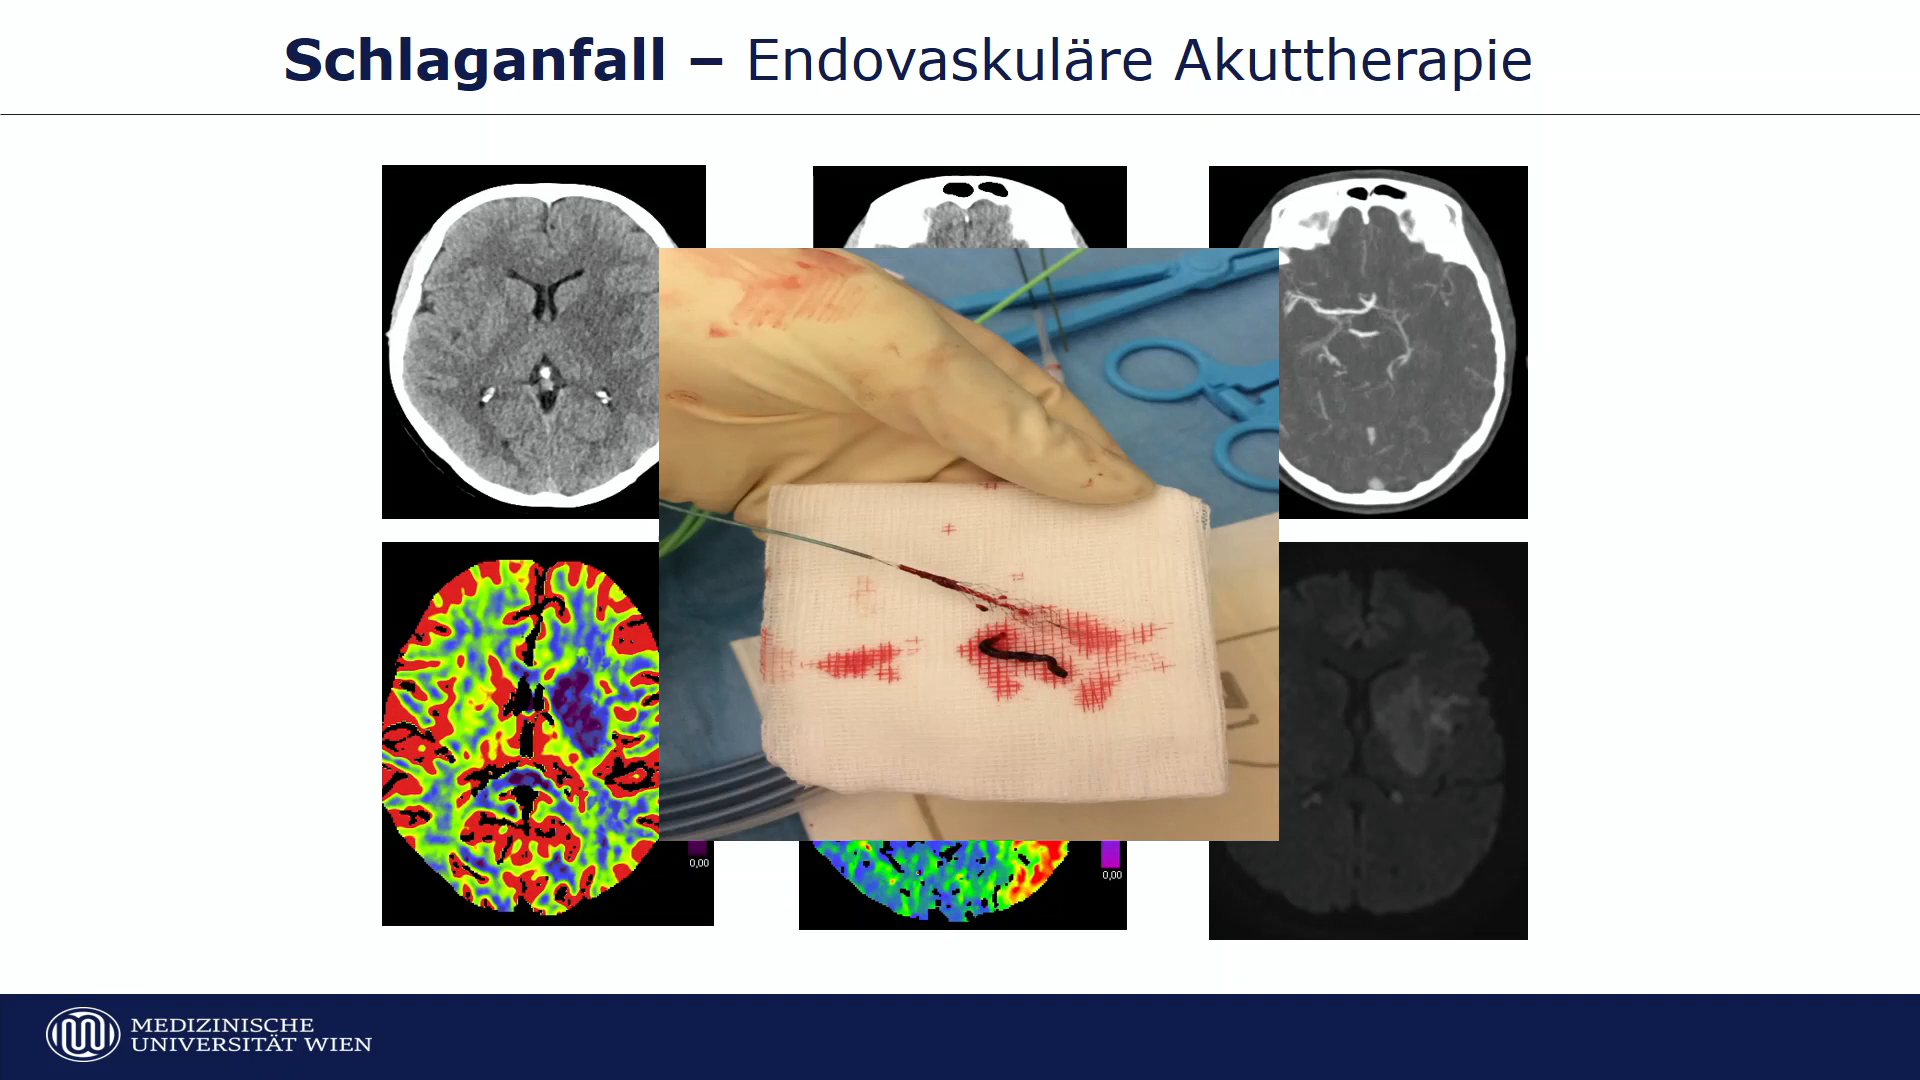 Schlaganfall – Endovaskuläre Akuttherapie
0,00
0,00
MEDIZINISCHE
UNIVERSITÄT WIEN